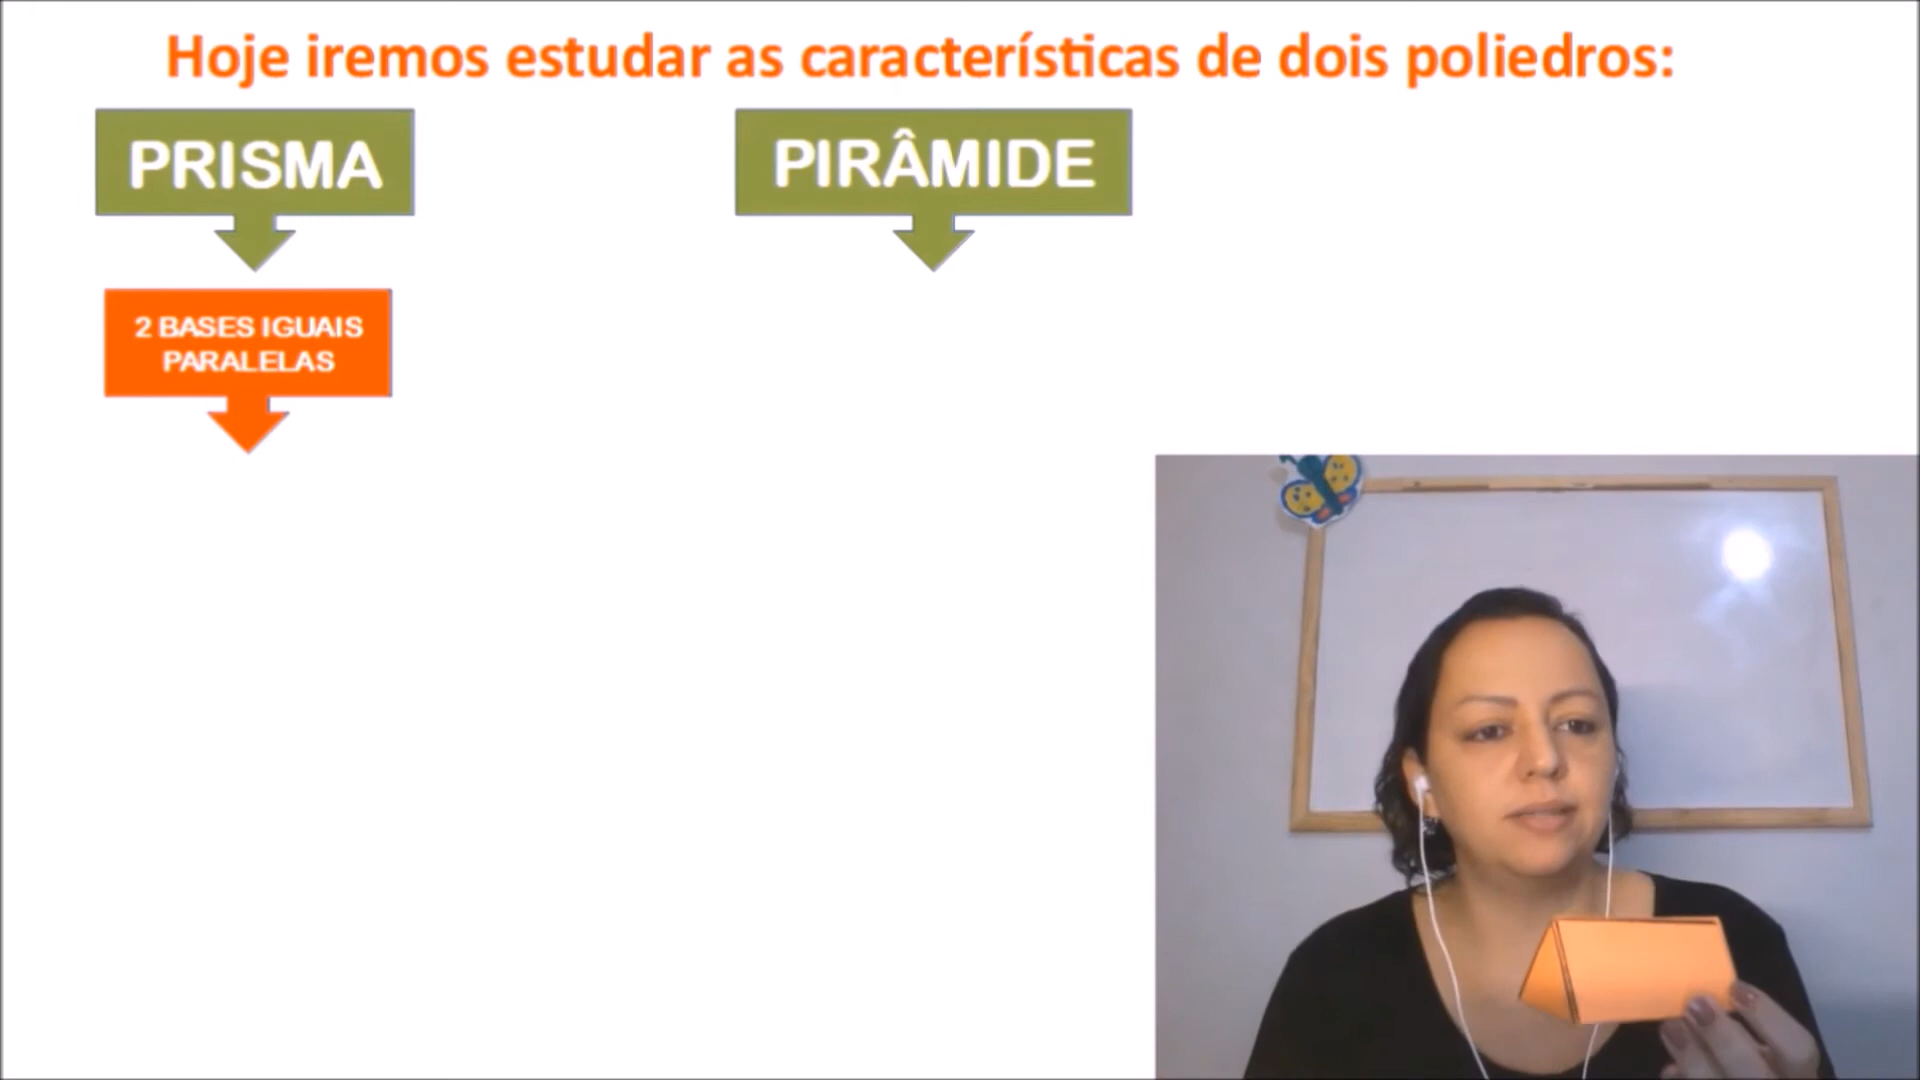 Hoje iremos estudar as características de dois poliedros:
PRISMA
PIRÂMIDE
2 BASES IGUAIS
PARALELAS